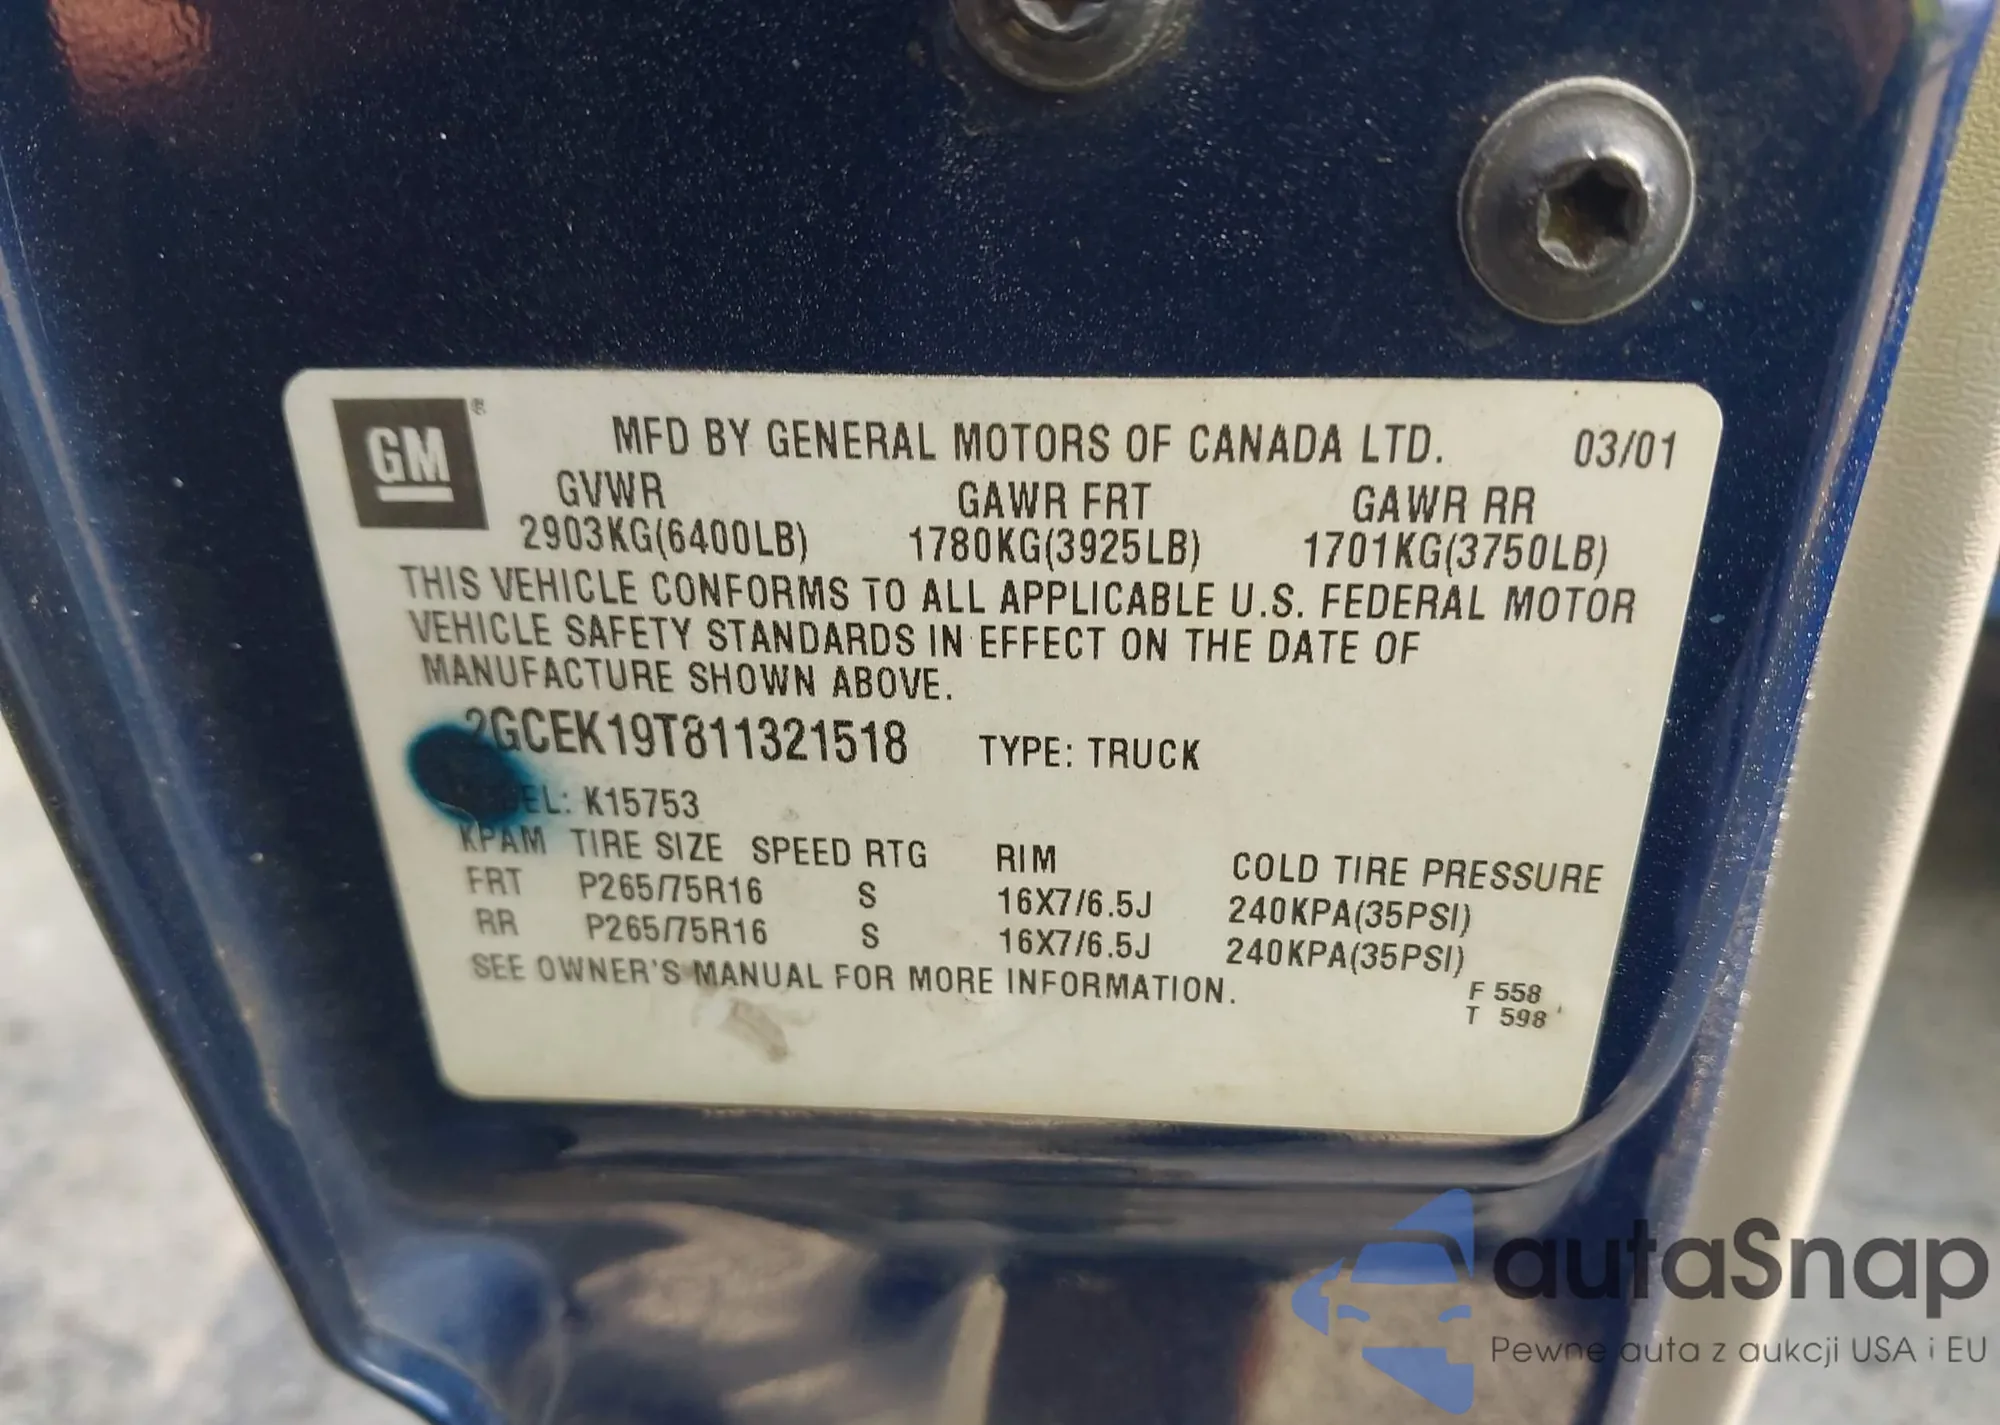 GM®
MFD BY GENERAL MOTORS OF CANADA LTD. 03/01
GVWR GAWR FRT GAWR RR
2903KG(6400LB) 1780KG(3925LB) 1701KG(3750LB)
THIS VEHICLE CONFORMS TO ALL APPLICABLE U.S. FEDERAL MOTOR
VEHICLE SAFETY STANDARDS IN EFFECT ON THE DATE OF
MANUFACTURE SHOWN ABOVE.
2GCEK19T811321518 TYPE: TRUCK
K15753
KPAM TIRE SIZE SPEED RTG RIM COLD TIRE PRESSURE
FRT P265/75R16 S 16X7/6.5J 240KPA(35PSI)
RR P265/75R16 S 16X7/6.5J 240KPA(35PSI)
SEE OWNER'S MANUAL FOR MORE INFORMATION.
F 558
T 598
autaSnap
Pewne auta z aukcji USA i EU